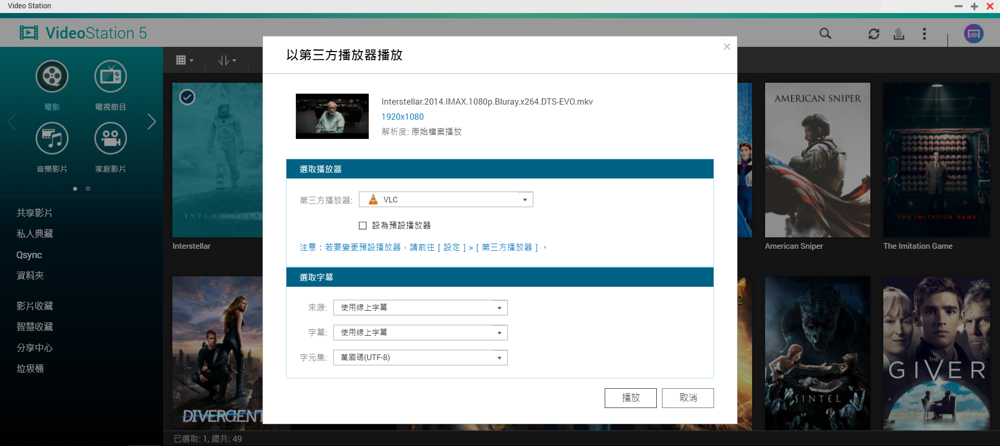 Video Station
VideoStation 5
電影
電視節目
音樂影片
家庭影片
共享影片
私人典藏
Qsync
資料夾
影片收藏
智慧收藏
分享中心
垃圾桶
INTERSTELLA
Interstellar
DIVERGENT
以第三方播放器播放
Interstellar.2014.IMAX.1080p.Bluray.x264.DTS-EVO.mkv
1920x1080
解析度: 原始檔案播放
選取播放器
第三方播放器: VLC
設為預設播放器
注意：若要變更預設播放器，請前往 [ 設定 ] > [ 第三方播放器 ] 。
選取字幕
來源: 使用線上字幕
字幕: 使用線上字幕
字元集: 萬國碼(UTF-8)
播放
取消
AMERICAN SNIPER
American Sniper
THE IMITATION GAME
The Imitation Game
2
SINTEL
THE
GIVER
已選取: 1, 總共: 49